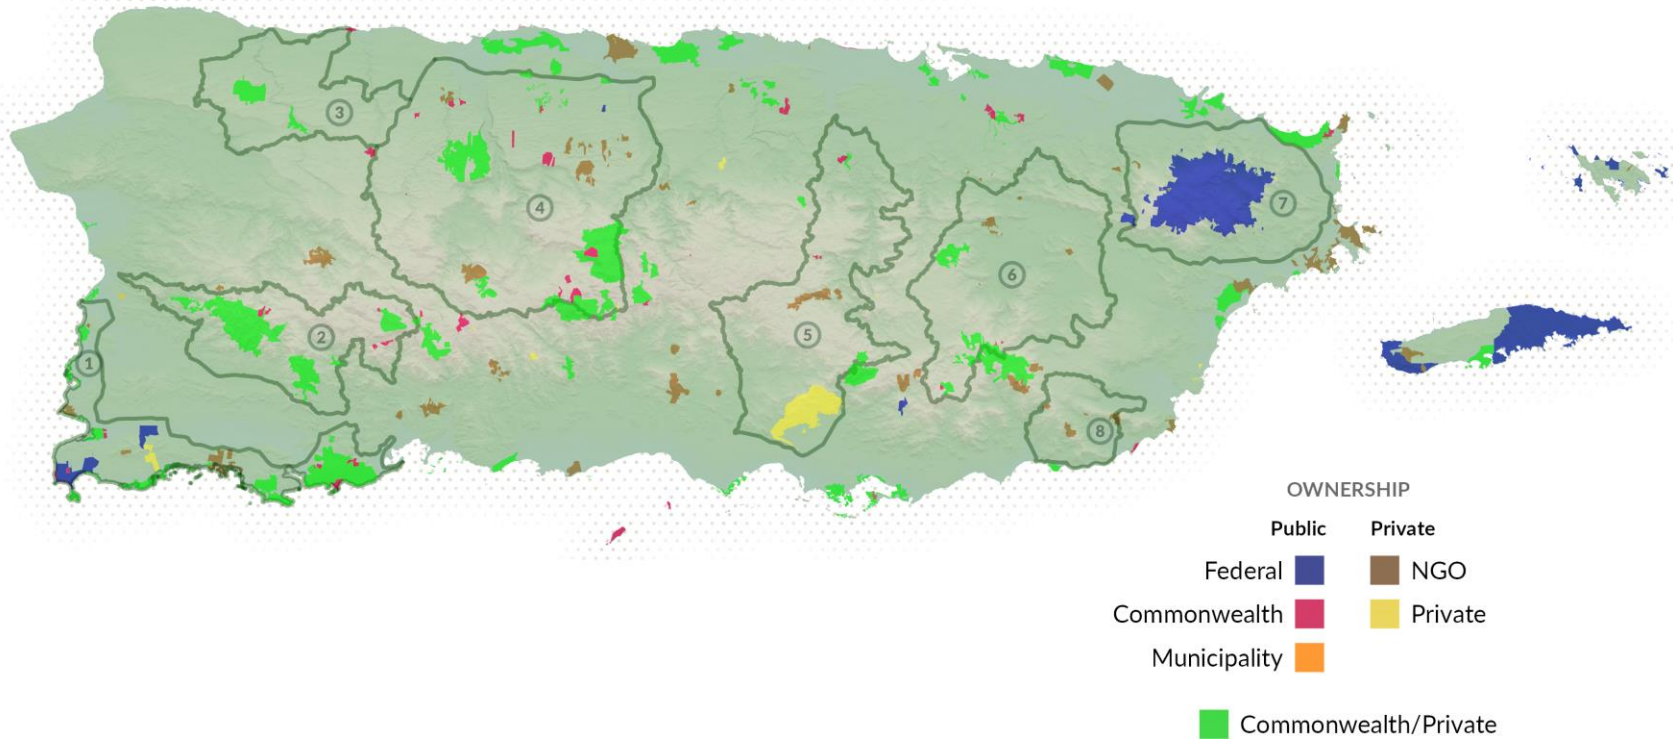 3
4
7
6
5
2
1
8
OWNERSHIP
Public Private
Federal NGO
Commonwealth Private
Municipality
Commonwealth/Private